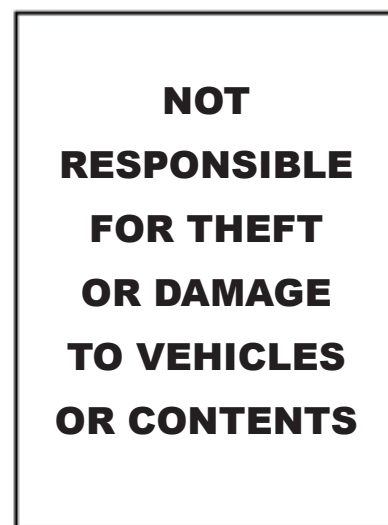 NOT
RESPONSIBLE
FOR THEFT
OR DAMAGE
TO VEHICLES
OR CONTENTS